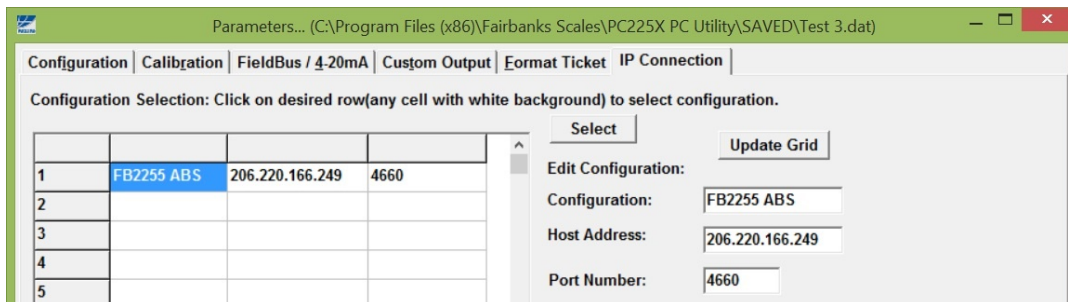 Parameters... (C:\Program Files (x86)\Fairbanks Scales\PC225X PC Utility\SAVED\Test 3.dat)
Configuration Calibration FieldBus / 4-20mA Custom Output Format Ticket IP Connection
Configuration Selection: Click on desired row(any cell with white background) to select configuration.
Select
Update Grid
1 FB2255 ABS 206.220.166.249 4660
2
3
4
5
Edit Configuration:
Configuration: FB2255 ABS
Host Address: 206.220.166.249
Port Number: 4660